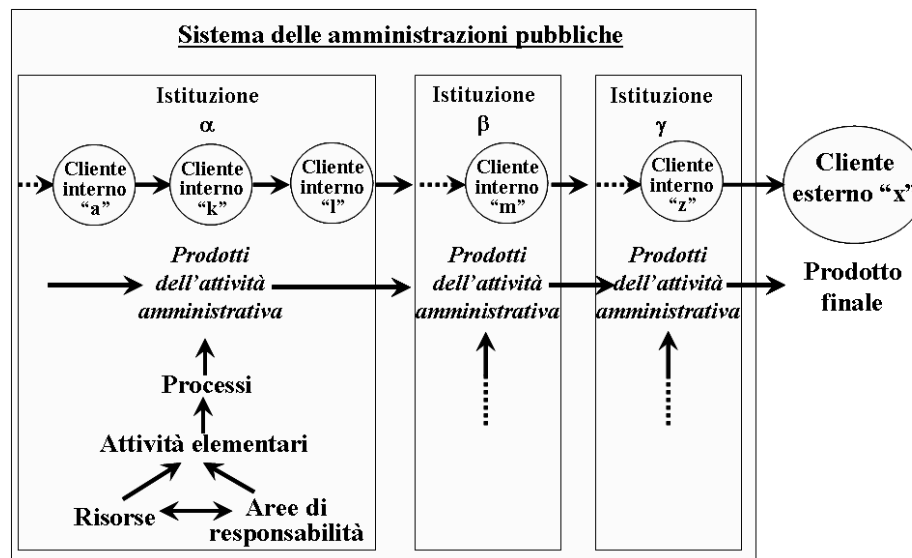 Sistema delle amministrazioni pubbliche
Istituzione
α
Istituzione
β
Istituzione
γ
Cliente
interno
“a”
Cliente
interno
“k”
Cliente
interno
“l”
Cliente
interno
“m”
Cliente
interno
“z”
Cliente
esterno “x”
Prodotti
dell’attività
amministrativa
Prodotti
dell’attività
amministrativa
Prodotti
dell’attività
amministrativa
Prodotto
finale
Processi
Attività elementari
Risorse
Aree di
responsabilità